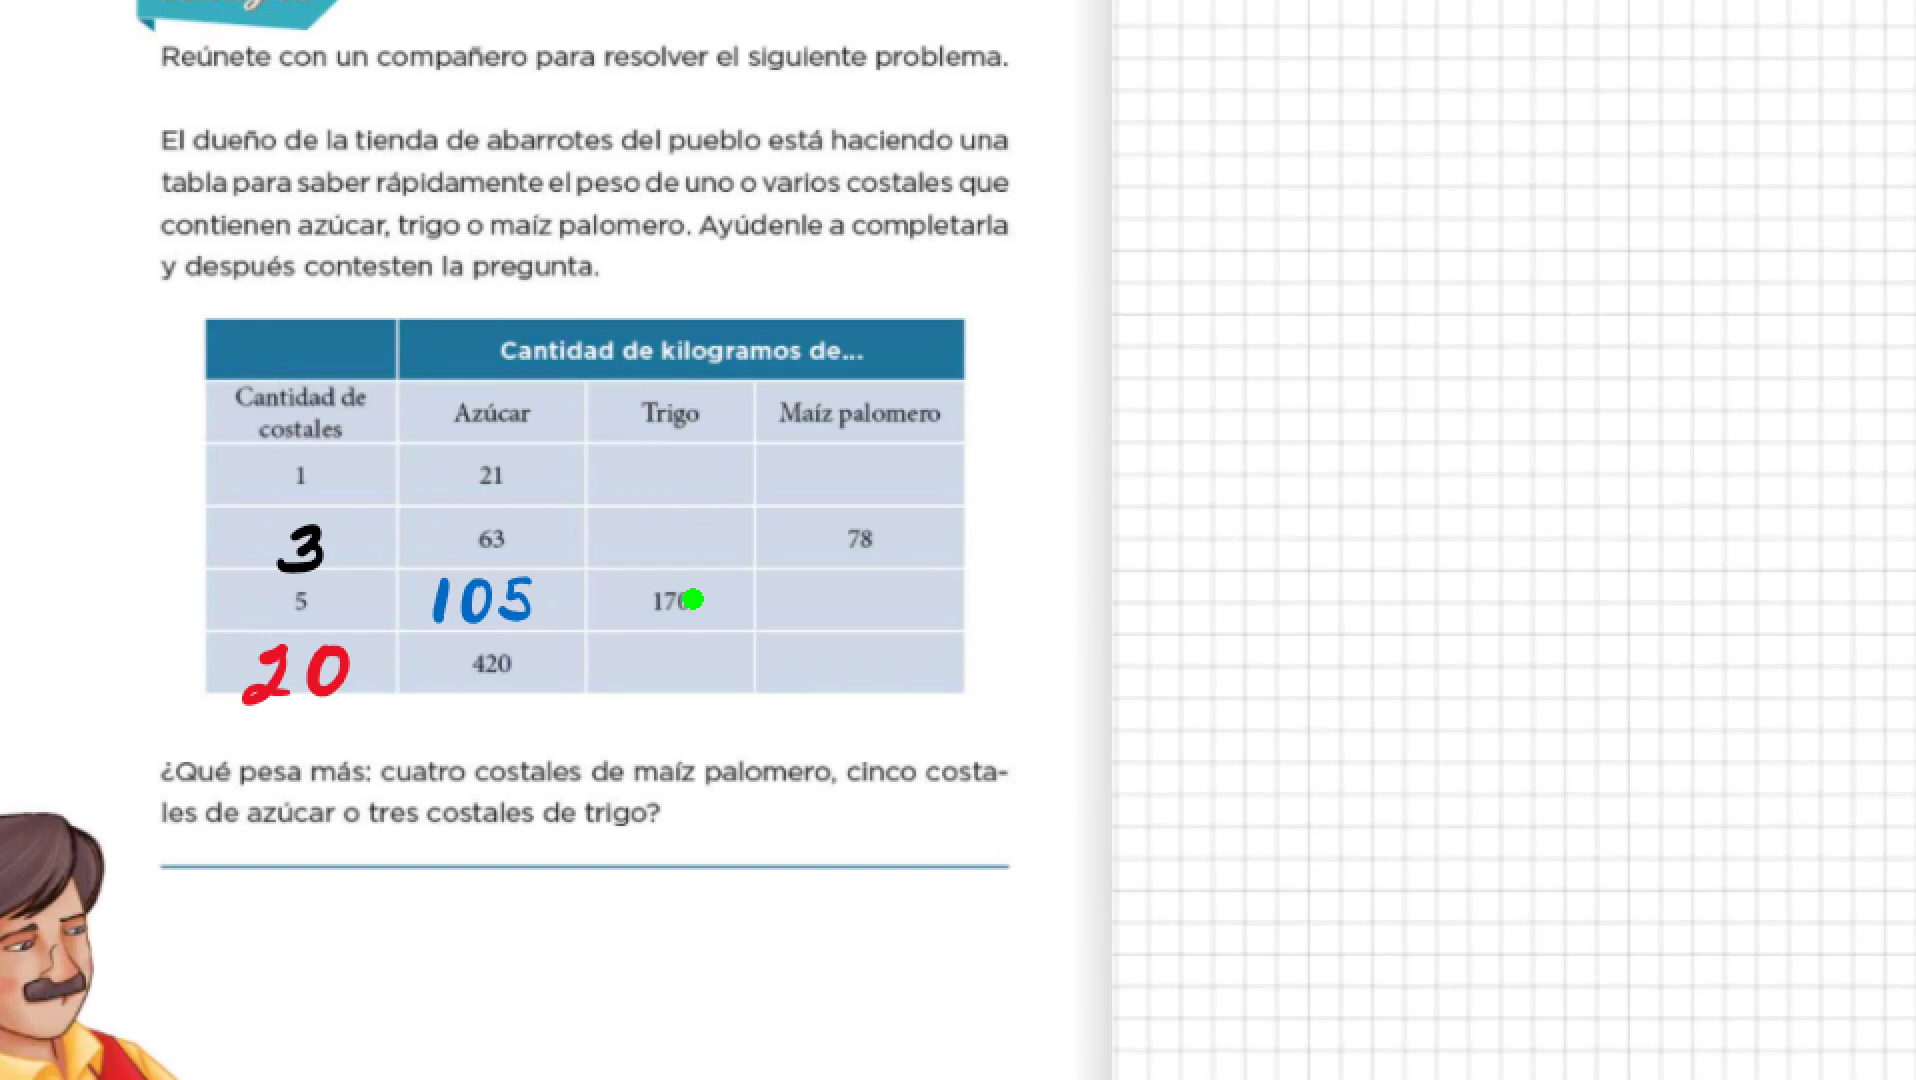 Reúnete con un compañero para resolver el siguiente problema.
El dueño de la tienda de abarrotes del pueblo está haciendo una
tabla para saber rápidamente el peso de uno o varios costales que
contienen azúcar, trigo o maíz palomero. Ayúdenle a completarla
y después contesten la pregunta.
Cantidad de kilogramos de...
Cantidad de
costales
Azúcar
Trigo
Maíz palomero
1
21
3
63
78
5
105
170
20
420
¿Qué pesa más: cuatro costales de maíz palomero, cinco costa-
les de azúcar o tres costales de trigo?